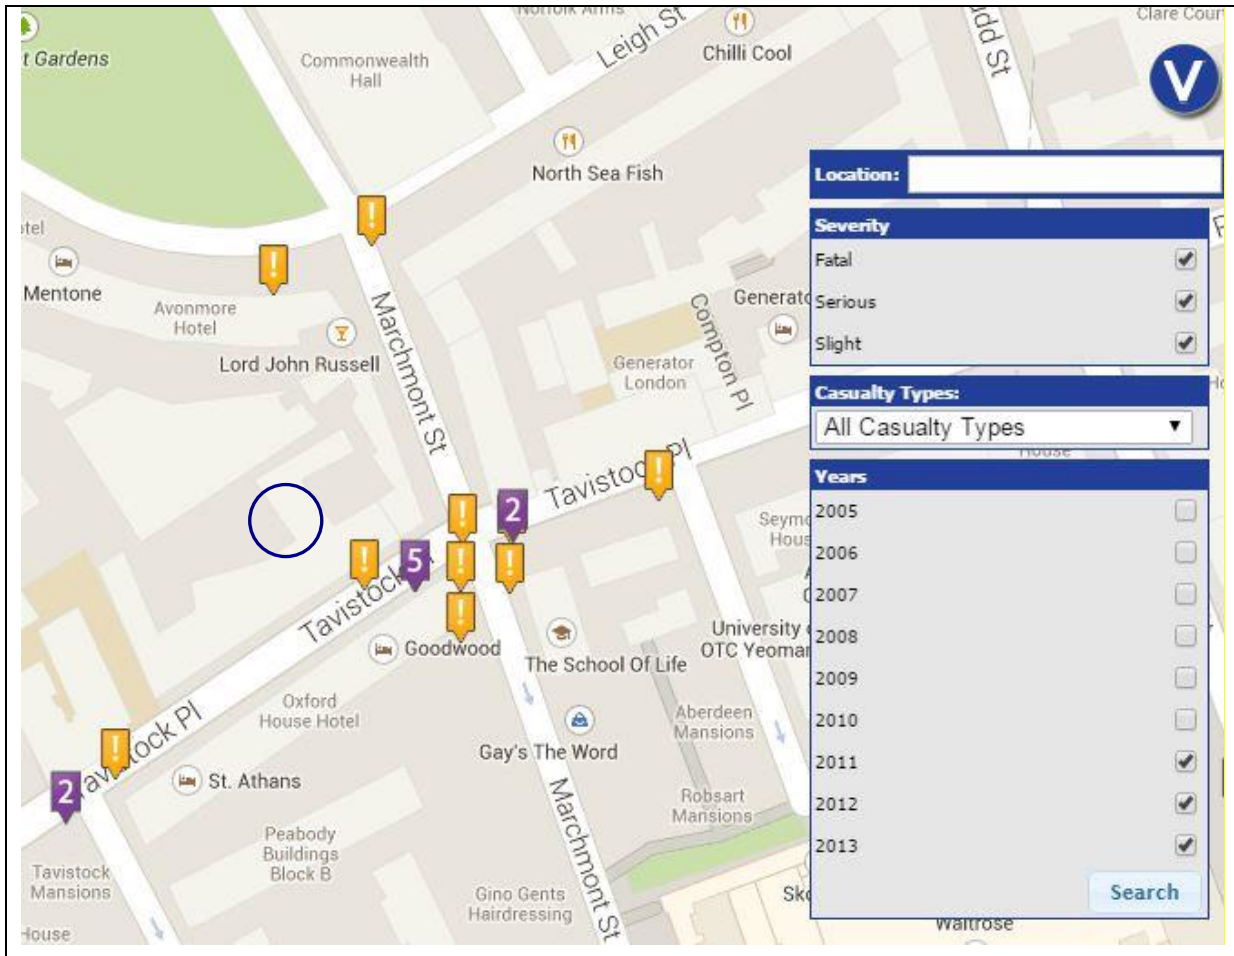 Norfolk Arms
Leigh St
Chilli Cool
Clare Cour
t Gardens
Commonwealth
Hall
V
North Sea Fish
Location:
Severity
Fatal
Serious
Slight
tel
Mentone
Avonmore
Hotel
Lord John Russell
Marchmont St
Compton Pl
Generato
Generator
London
Casualty Types:
All Casualty Types
House
Years
2005
2006
2007
2008
2009
2010
2011
2012
2013
Search
!
!
!
!
2
Tavistock Pl
Seymo
Hous
!
5
!
!
!
Tavistock Pl
Goodwood
The School Of Life
University
OTC Yeoman
Oxford
House Hotel
Aberdeen
Mansions
Gay's The Word
!
2
Tavistock Pl
St. Athans
Robsart
Mansions
Marchmont St
Peabody
Buildings
Block B
Tavistock
Mansions
Gino Gents
Hairdressing
House
Waitrose